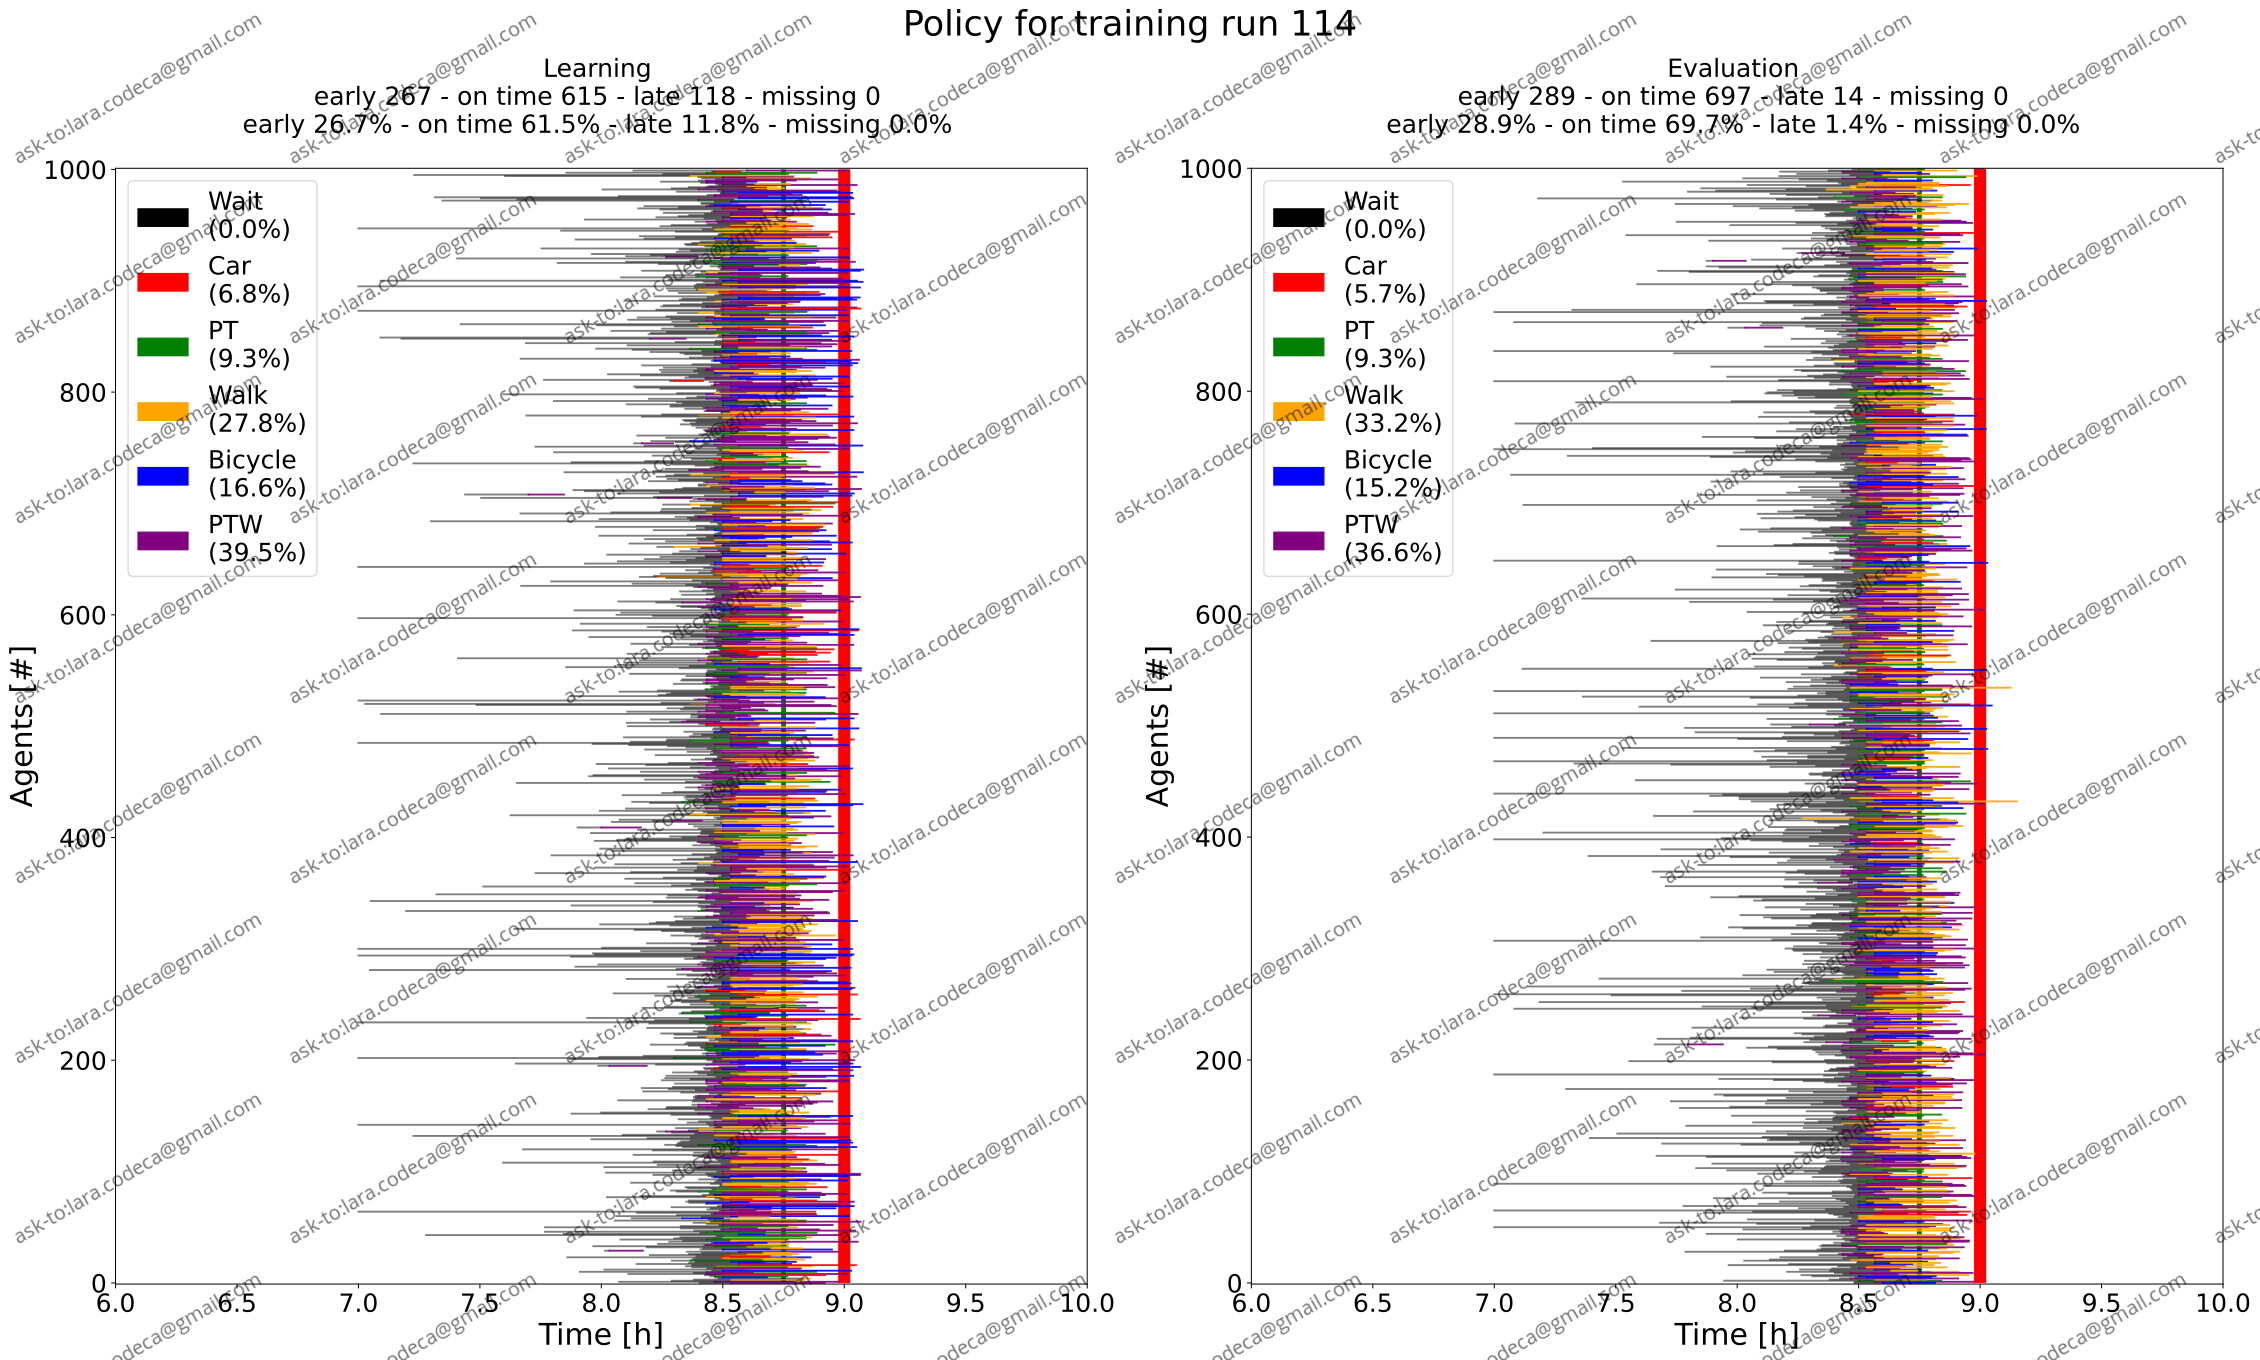 Policy for training run 114
Learning
early 267 - on time 615 - late 118 - missing 0
early 26.7% - on time 61.5% - late 11.8% - missing 0.0%
Evaluation
early 289 - on time 697 - late 14 - missing 0
early 28.9% - on time 69.7% - late 1.4% - missing 0.0%
Agents [#]
1000
800
600
400
200
0
Wait
(0.0%)
Car
(6.8%)
PT
(9.3%)
Walk
(27.8%)
Bicycle
(16.6%)
PTW
(39.5%)
6.0 6.5 7.0 7.5 8.0 8.5 9.0 9.5 10.0
Time [h]
Agents [#]
1000
800
600
400
200
0
Wait
(0.0%)
Car
(5.7%)
PT
(9.3%)
Walk
(33.2%)
Bicycle
(15.2%)
PTW
(36.6%)
6.0 6.5 7.0 7.5 8.0 8.5 9.0 9.5 10.0
Time [h]
ask-to:lara.codeca@gmail.com